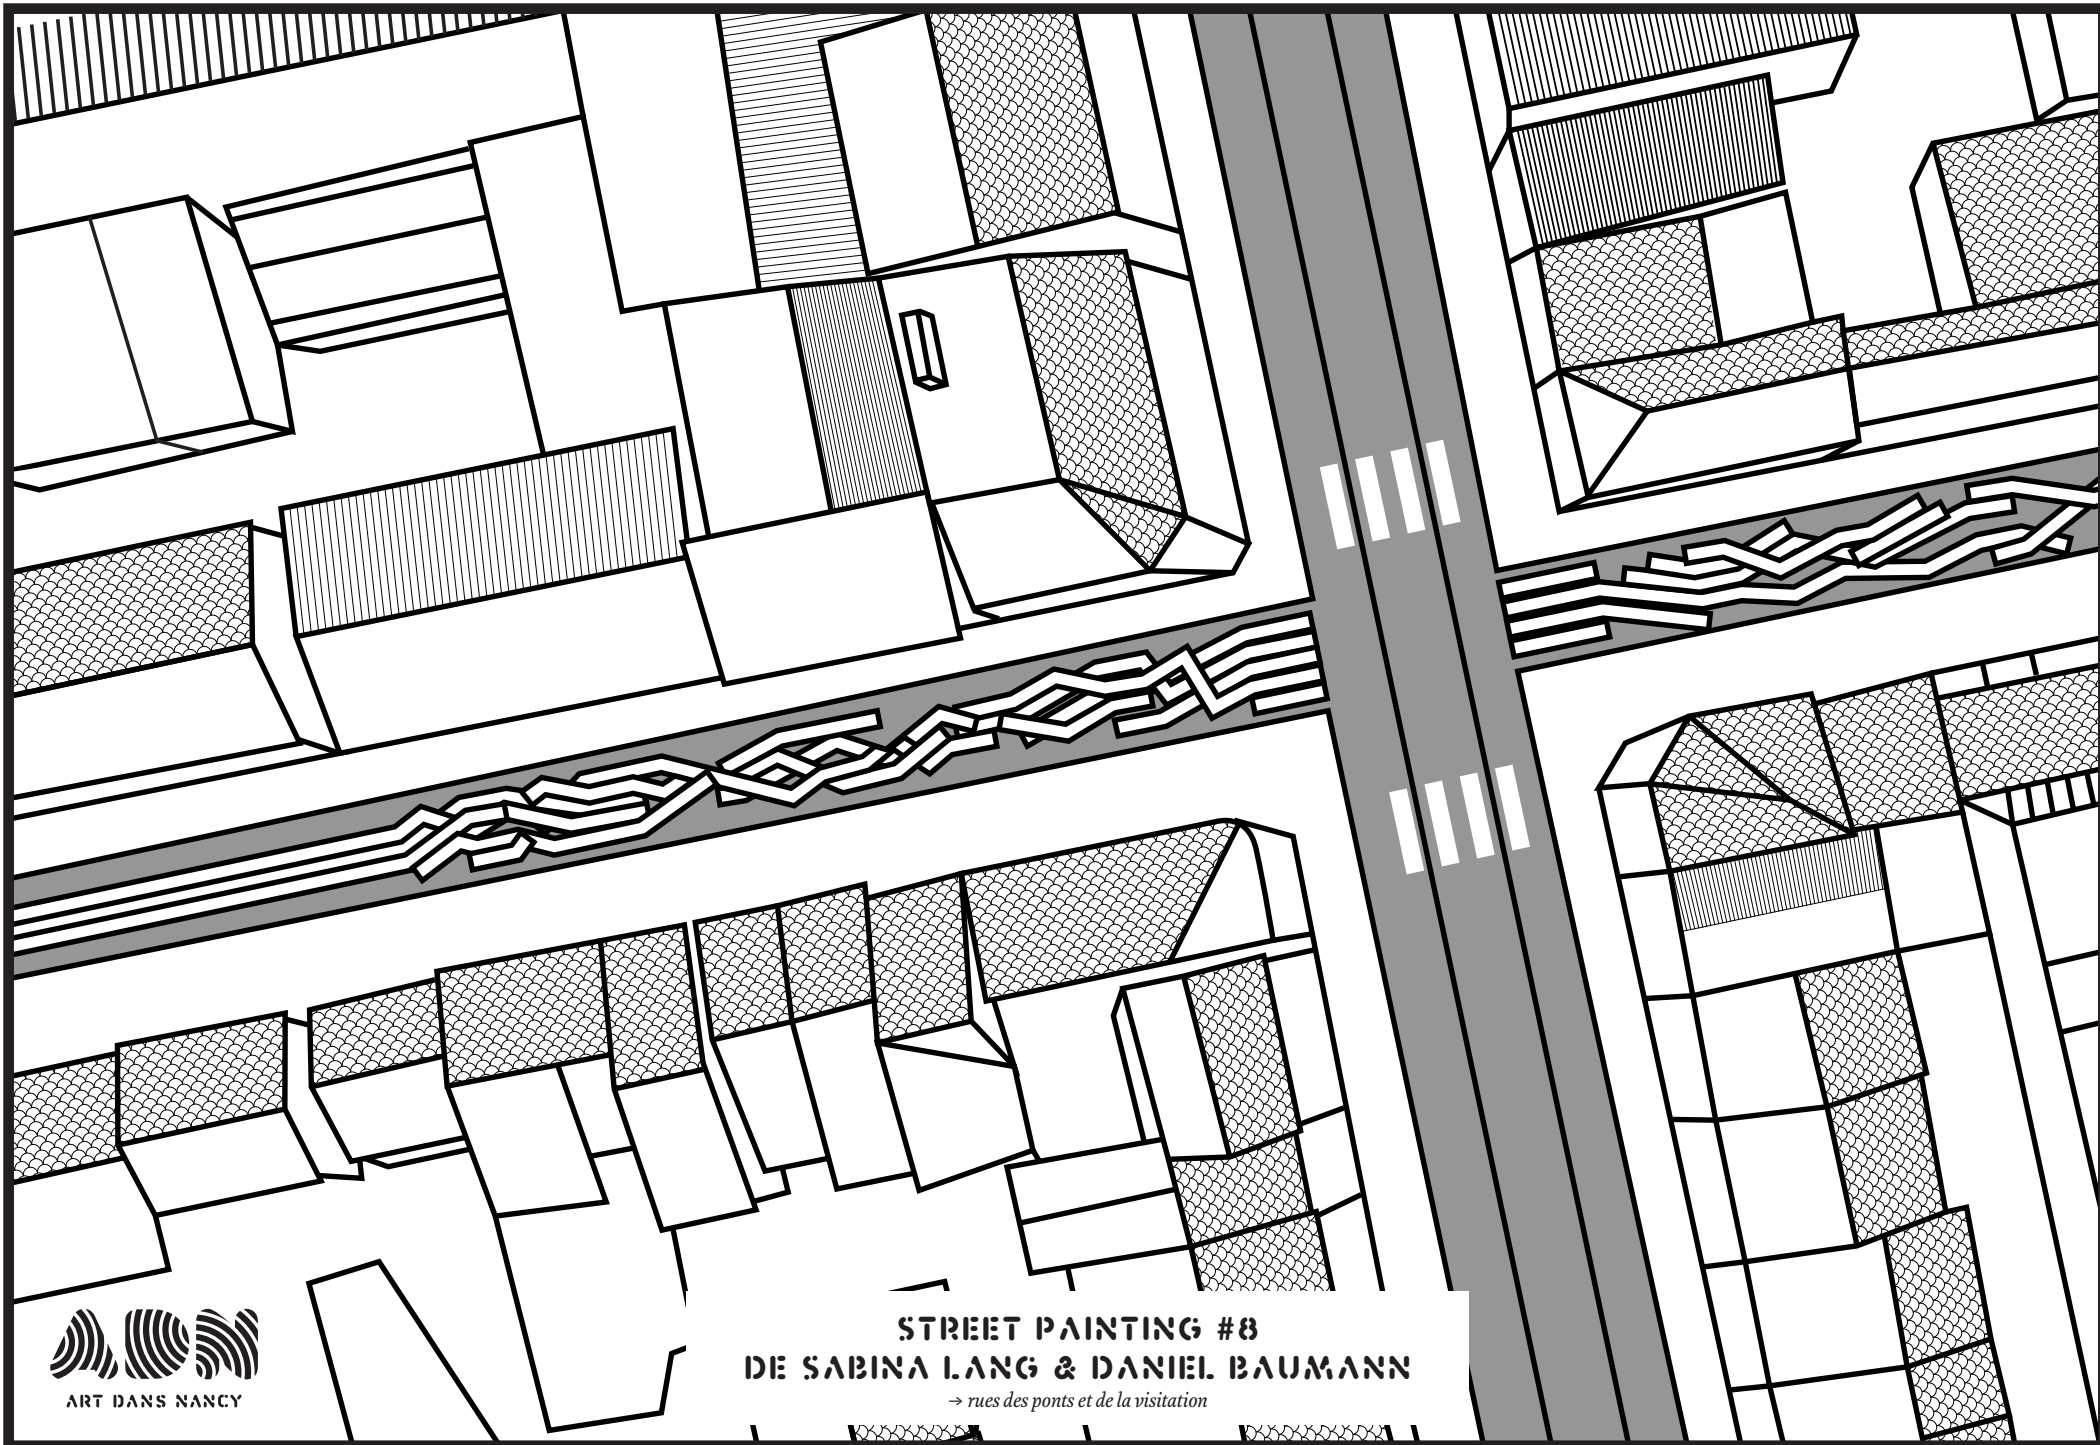 ADN
ART DANS NANCY
STREET PAINTING #8
DE SABINA LANG & DANIEL BAUMANN
→ rues des ponts et de la visitation